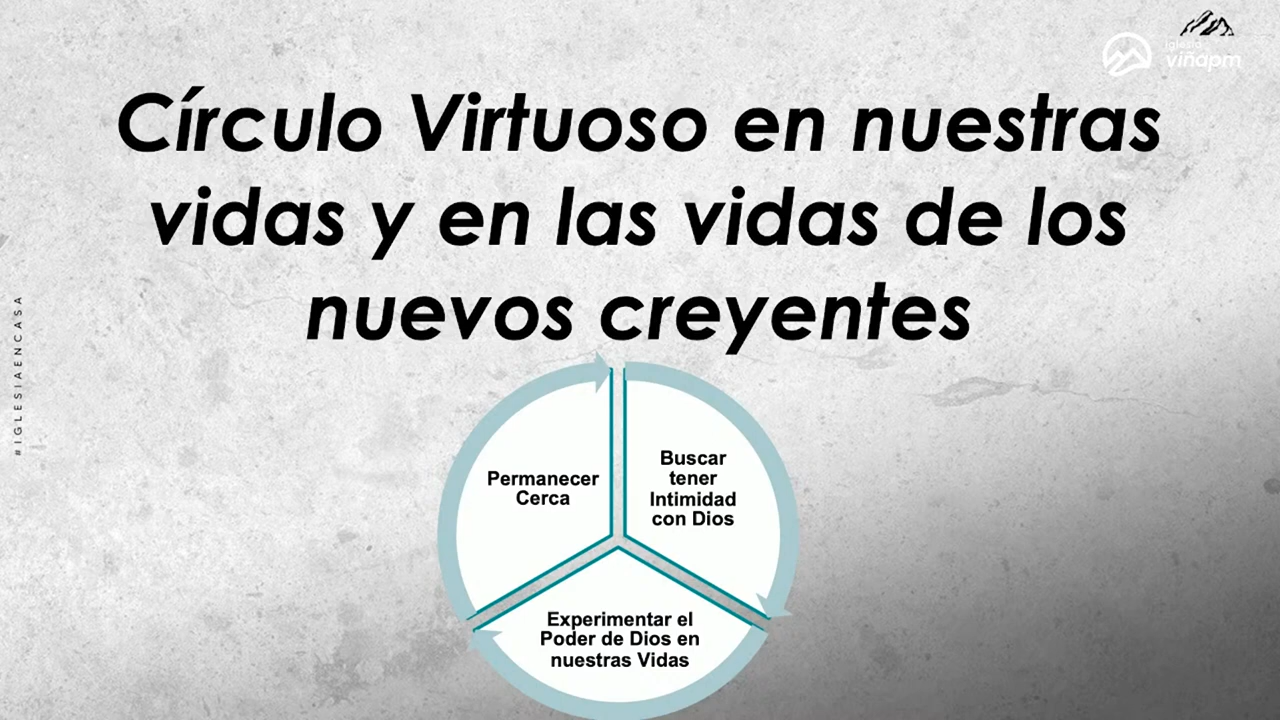 iglesia
viñapm
Círculo Virtuoso en nuestras
vidas y en las vidas de los
nuevos creyentes
#IGLESIAENCASA
Permanecer
Cerca
Buscar
tener
Intimidad
con Dios
Experimentar el
Poder de Dios en
nuestras Vidas